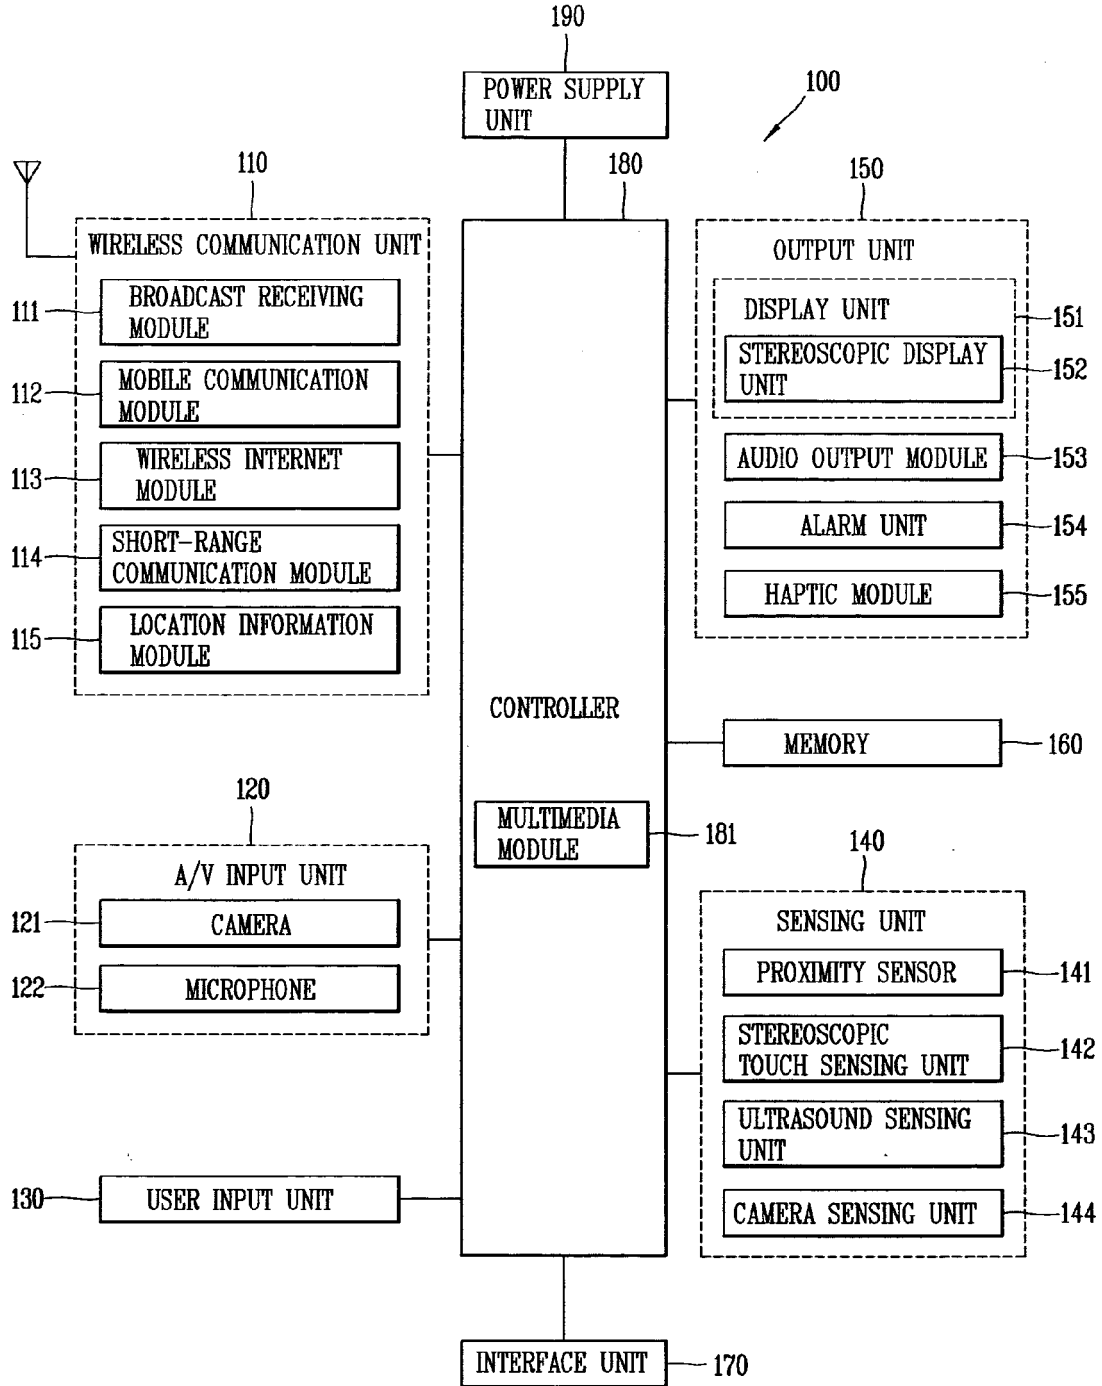 190
POWER SUPPLY
UNIT
100
110
180
150
WIRELESS COMMUNICATION UNIT
111
BROADCAST RECEIVING
MODULE
112
MOBILE COMMUNICATION
MODULE
113
WIRELESS INTERNET
MODULE
114
SHORT-RANGE
COMMUNICATION MODULE
115
LOCATION INFORMATION
MODULE
OUTPUT UNIT
DISPLAY UNIT
151
STEREOSCOPIC DISPLAY
UNIT
152
AUDIO OUTPUT MODULE
153
ALARM UNIT
154
HAPTIC MODULE
155
CONTROLLER
MEMORY
160
MULTIMEDIA
MODULE
181
120
A/V INPUT UNIT
121
CAMERA
122
MICROPHONE
140
SENSING UNIT
PROXIMITY SENSOR
141
STEREOSCOPIC
TOUCH SENSING UNIT
142
ULTRASOUND SENSING
UNIT
143
CAMERA SENSING UNIT
144
130
USER INPUT UNIT
INTERFACE UNIT
170